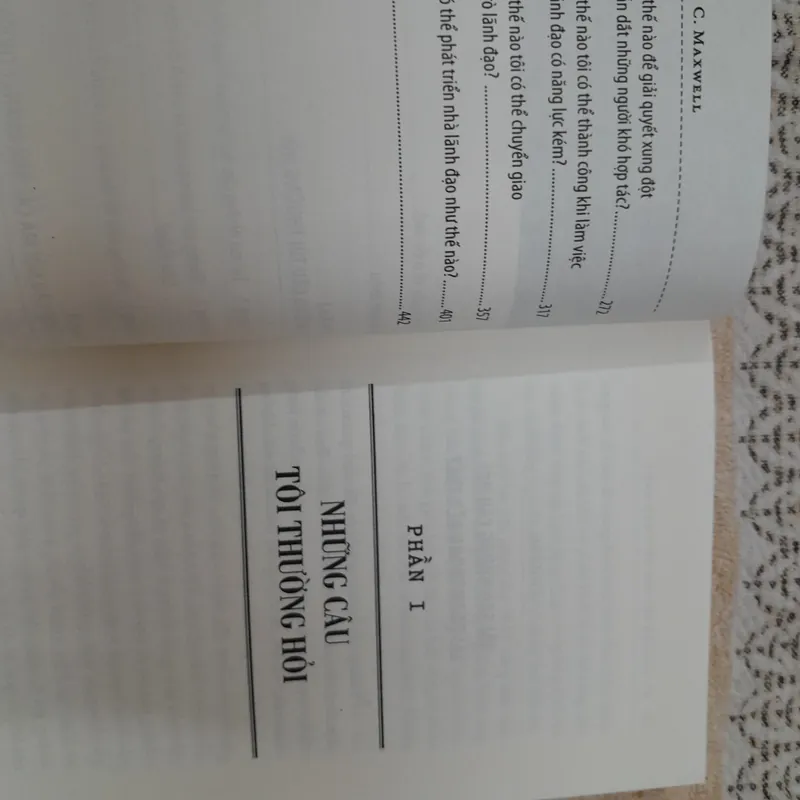 C. MAXWELL
thế nào để giải quyết xung đột
dắt những người khó hợp tác?..................272
thế nào tôi có thể thành công khi làm việc
đạo có năng lực kém?..........................317
thế nào tôi có thể chuyển giao
lãnh đạo? ..........................................357
thể phát triển nhà lãnh đạo như thế nào?........401
..........................................................442
PHẦN I
NHỮNG CÂU
TÔI THƯỜNG HỎI